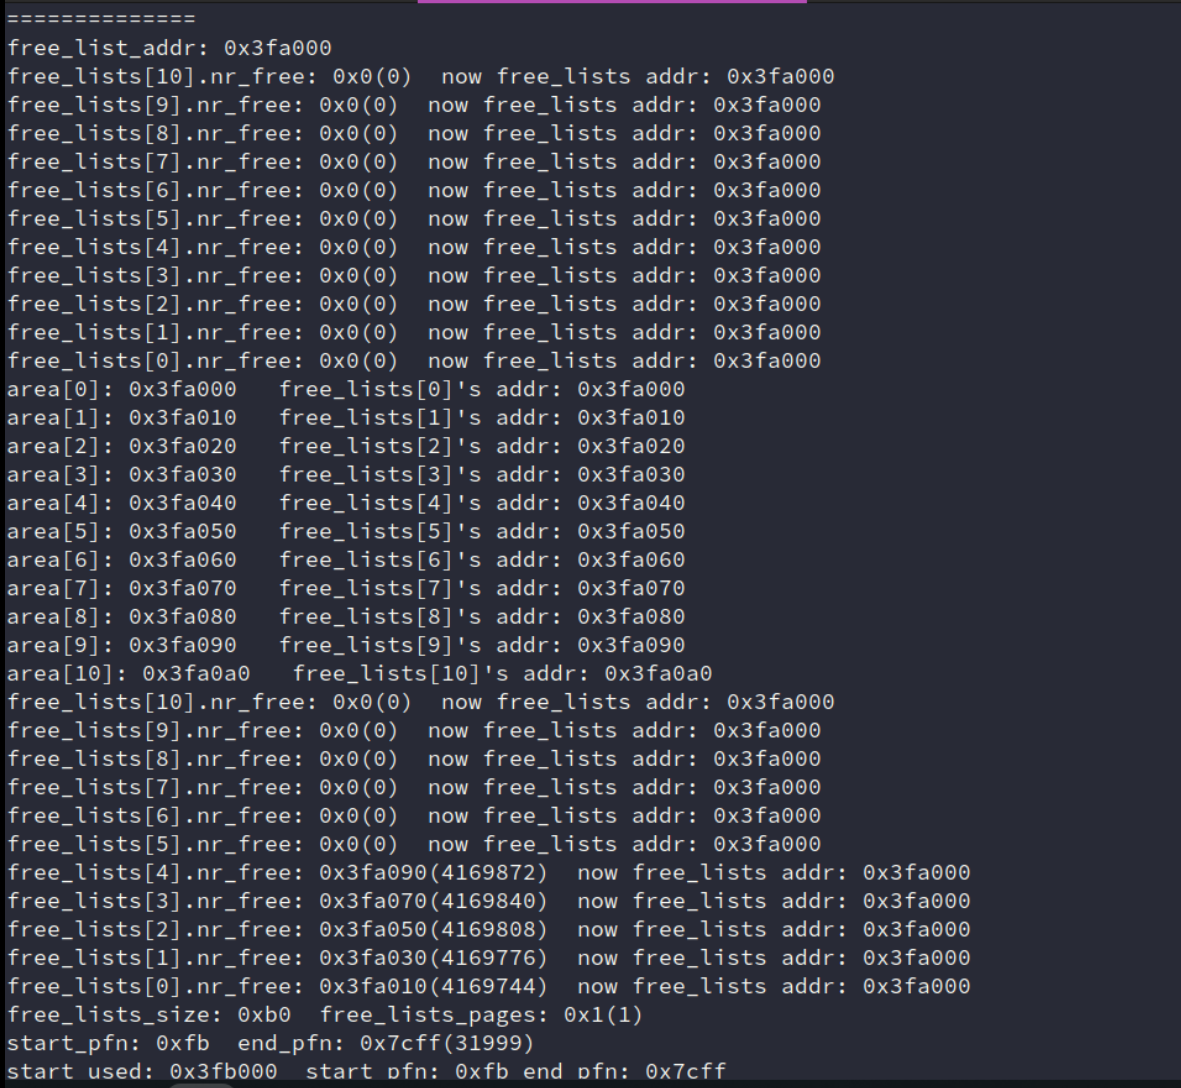 ==============
free_list_addr: 0x3fa000
free_lists[10].nr_free: 0x0(0)  now free_lists addr: 0x3fa000
free_lists[9].nr_free: 0x0(0)  now free_lists addr: 0x3fa000
free_lists[8].nr_free: 0x0(0)  now free_lists addr: 0x3fa000
free_lists[7].nr_free: 0x0(0)  now free_lists addr: 0x3fa000
free_lists[6].nr_free: 0x0(0)  now free_lists addr: 0x3fa000
free_lists[5].nr_free: 0x0(0)  now free_lists addr: 0x3fa000
free_lists[4].nr_free: 0x0(0)  now free_lists addr: 0x3fa000
free_lists[3].nr_free: 0x0(0)  now free_lists addr: 0x3fa000
free_lists[2].nr_free: 0x0(0)  now free_lists addr: 0x3fa000
free_lists[1].nr_free: 0x0(0)  now free_lists addr: 0x3fa000
free_lists[0].nr_free: 0x0(0)  now free_lists addr: 0x3fa000
area[0]: 0x3fa000   free_lists[0]'s addr: 0x3fa000
area[1]: 0x3fa010   free_lists[1]'s addr: 0x3fa010
area[2]: 0x3fa020   free_lists[2]'s addr: 0x3fa020
area[3]: 0x3fa030   free_lists[3]'s addr: 0x3fa030
area[4]: 0x3fa040   free_lists[4]'s addr: 0x3fa040
area[5]: 0x3fa050   free_lists[5]'s addr: 0x3fa050
area[6]: 0x3fa060   free_lists[6]'s addr: 0x3fa060
area[7]: 0x3fa070   free_lists[7]'s addr: 0x3fa070
area[8]: 0x3fa080   free_lists[8]'s addr: 0x3fa080
area[9]: 0x3fa090   free_lists[9]'s addr: 0x3fa090
area[10]: 0x3fa0a0   free_lists[10]'s addr: 0x3fa0a0
free_lists[10].nr_free: 0x0(0)  now free_lists addr: 0x3fa000
free_lists[9].nr_free: 0x0(0)  now free_lists addr: 0x3fa000
free_lists[8].nr_free: 0x0(0)  now free_lists addr: 0x3fa000
free_lists[7].nr_free: 0x0(0)  now free_lists addr: 0x3fa000
free_lists[6].nr_free: 0x0(0)  now free_lists addr: 0x3fa000
free_lists[5].nr_free: 0x0(0)  now free_lists addr: 0x3fa000
free_lists[4].nr_free: 0x3fa090(4169872)  now free_lists addr: 0x3fa000
free_lists[3].nr_free: 0x3fa070(4169840)  now free_lists addr: 0x3fa000
free_lists[2].nr_free: 0x3fa050(4169808)  now free_lists addr: 0x3fa000
free_lists[1].nr_free: 0x3fa030(4169776)  now free_lists addr: 0x3fa000
free_lists[0].nr_free: 0x3fa010(4169744)  now free_lists addr: 0x3fa000
free_lists_size: 0xb0  free_lists_pages: 0x1(1)
start_pfn: 0xfb  end_pfn: 0x7cff(31999)
start_used: 0x3fb000  start_pfn: 0xfb end_pfn: 0x7cff